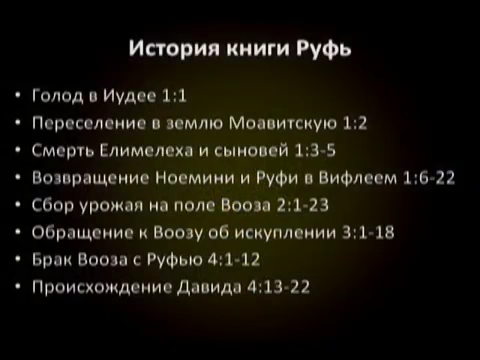 История книги Руфь
• Голод в Иудее 1:1
• Переселение в землю Моавитскую 1:2
• Смерть Елимелеха и сыновей 1:3-5
• Возвращение Ноемини и Руфи в Вифлеем 1:6-22
• Сбор урожая на поле Вооза 2:1-23
• Обращение к Воозу об искуплении 3:1-18
• Брак Вооза с Руфью 4:1-12
• Происхождение Давида 4:13-22